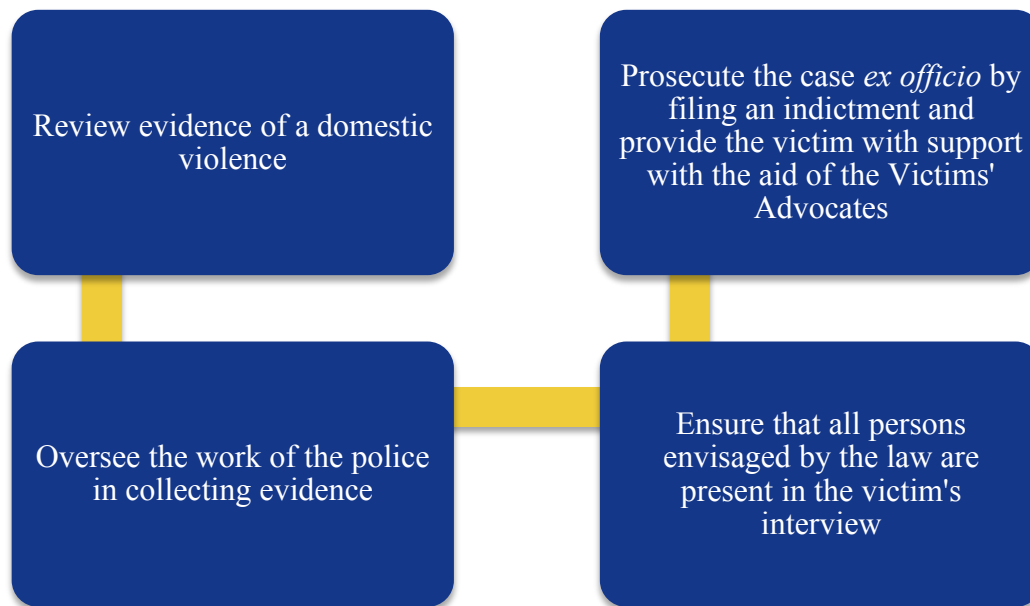 Review evidence of a domestic
violence
Oversee the work of the police
in collecting evidence
Ensure that all persons
envisaged by the law are
present in the victim's
interview
Prosecute the case ex officio by
filing an indictment and
provide the victim with support
with the aid of the Victims'
Advocates